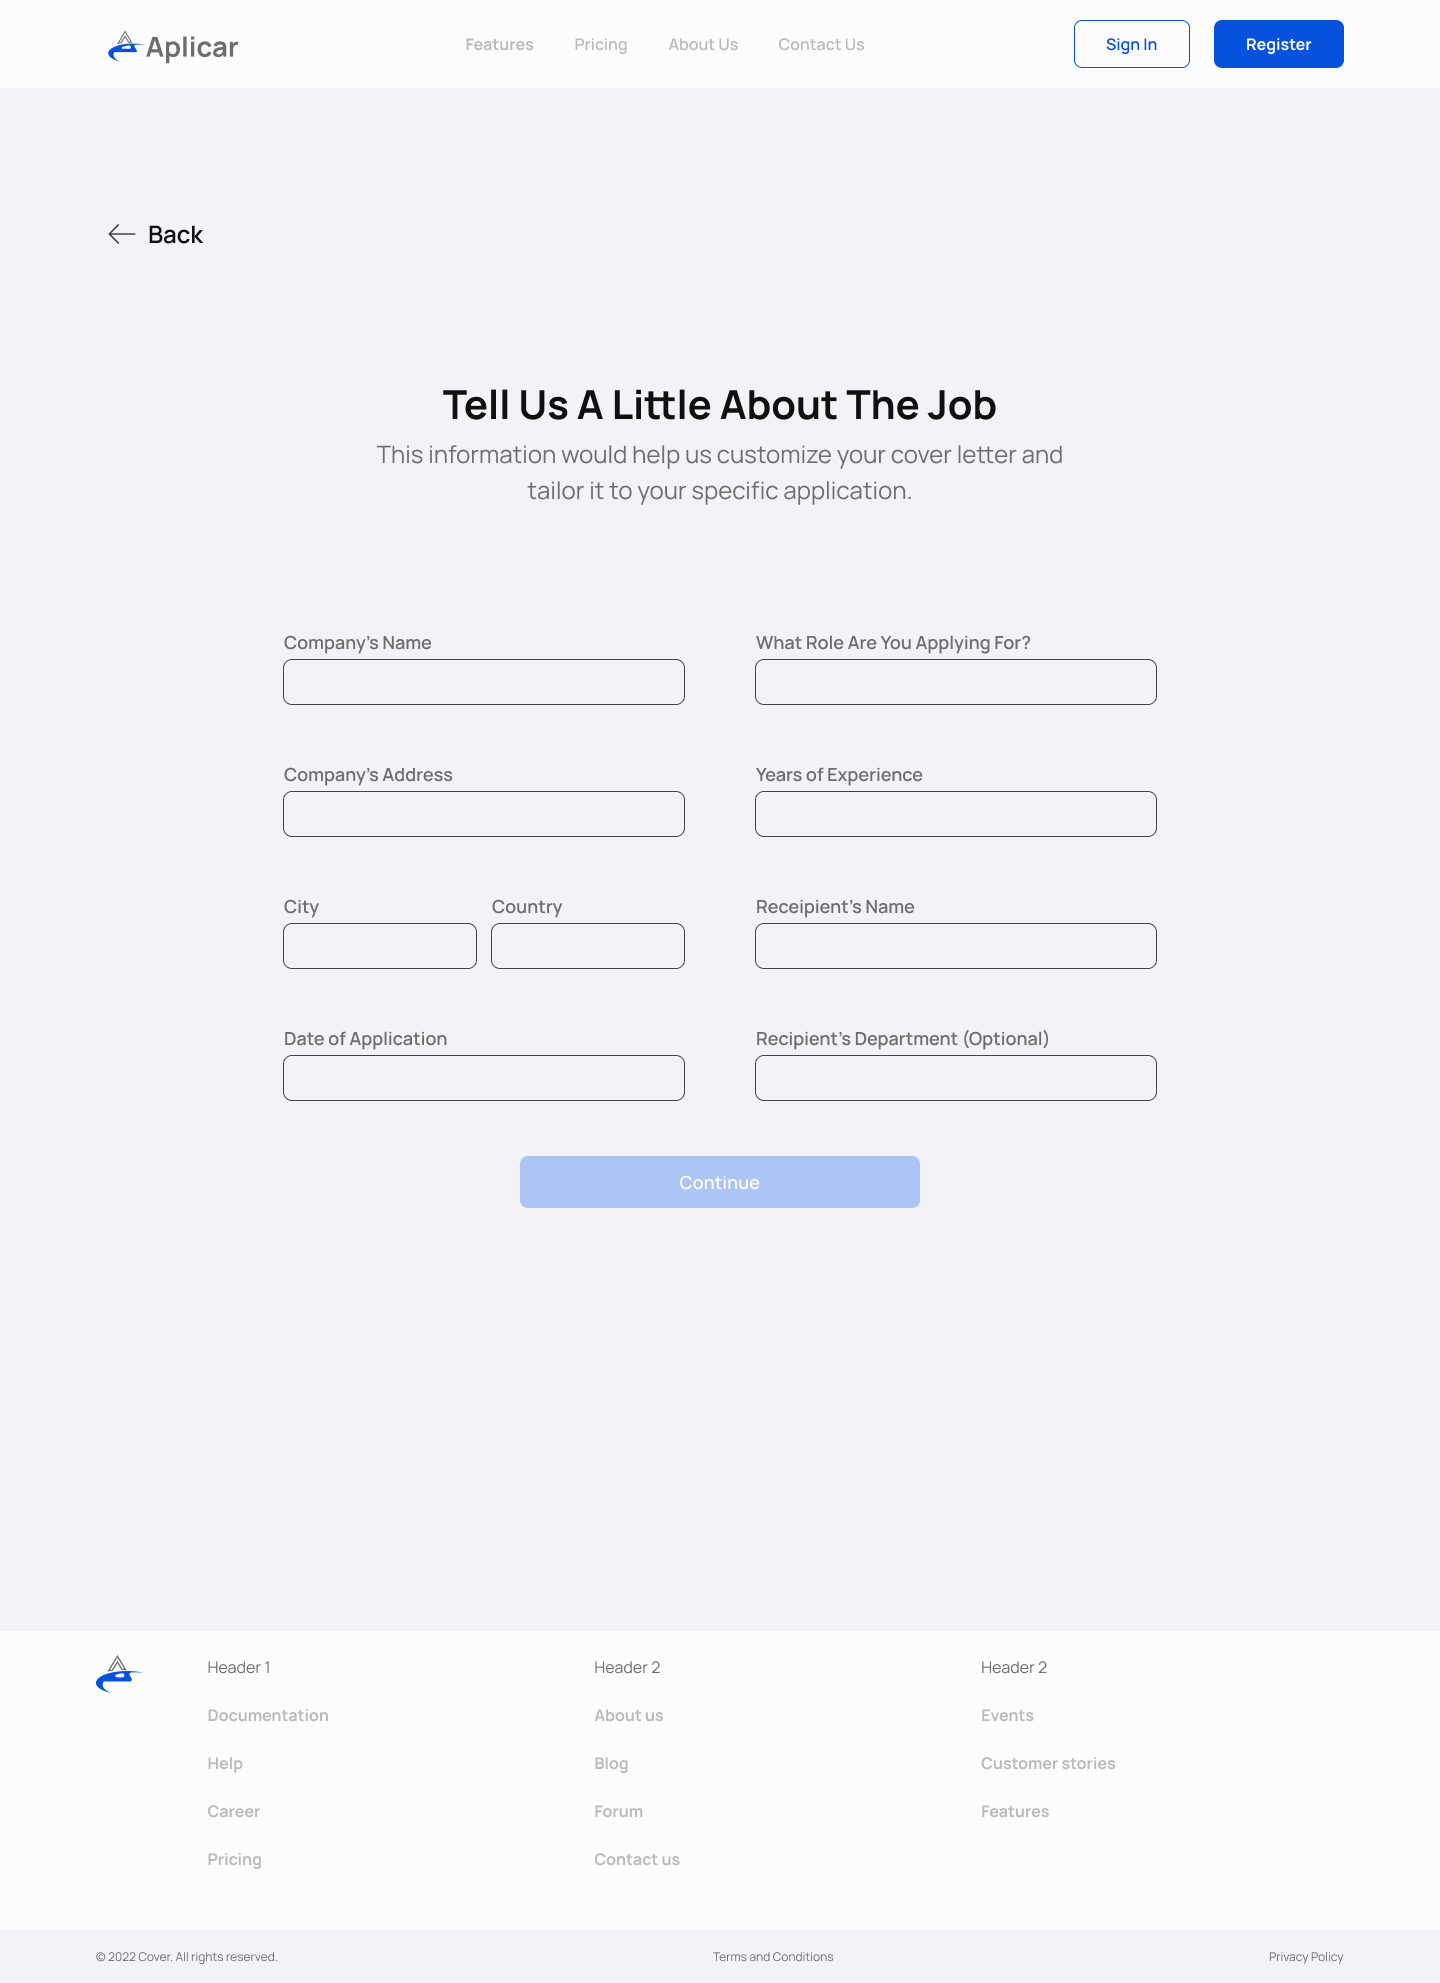 Aplicar
Features
Pricing
About Us
Contact Us
Sign In
Register
Back
Tell Us A Little About The Job
This information would help us customize your cover letter and
tailor it to your specific application.
Company's Name
What Role Are You Applying For?
Company's Address
Years of Experience
City
Country
Receipient's Name
Date of Application
Recipient's Department (Optional)
Continue
Header 1
Documentation
Help
Career
Pricing
Header 2
About us
Blog
Forum
Contact us
Header 2
Events
Customer stories
Features
© 2022 Cover. All rights reserved.
Terms and Conditions
Privacy Policy